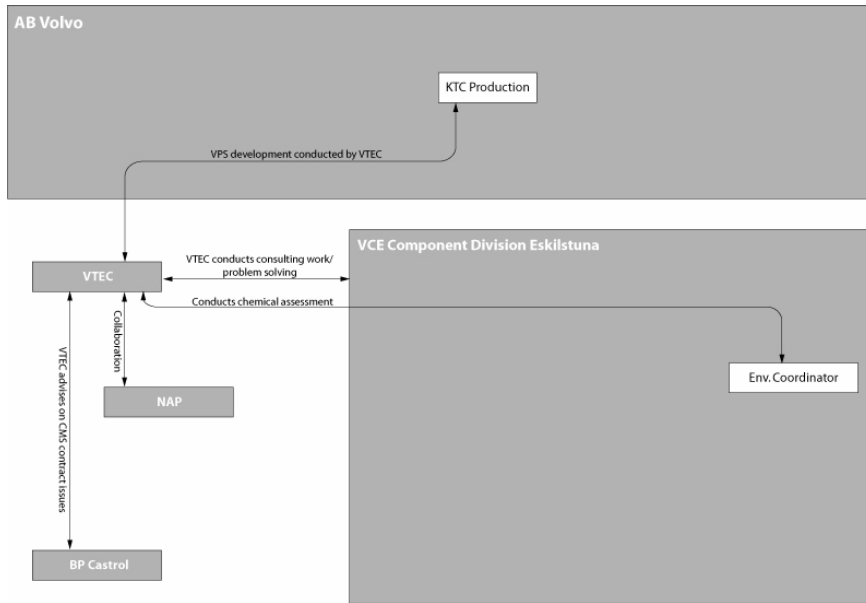 AB Volvo
KTC Production
VPS development conducted by VTEC
VCE Component Division Eskilstuna
VTEC conducts consulting work/
problem solving
VTEC
Conducts chemical assessment
Collaboration
VTEC advises on CMS contract issues
Env. Coordinator
NAP
BP Castrol